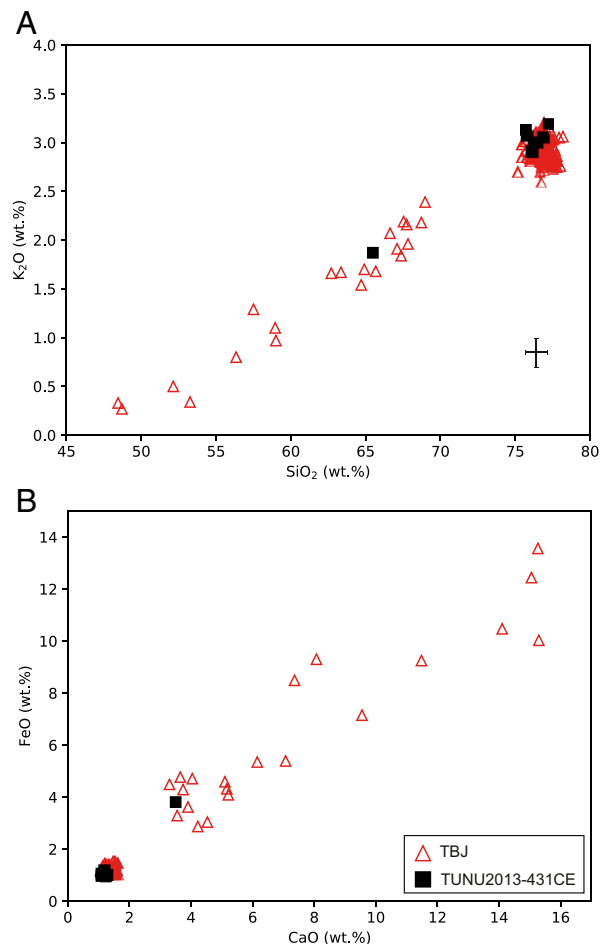 A
4.0
3.5
3.0
2.5
2.0
1.5
1.0
0.5
0.0
K₂O (wt.%)
45 50 55 60 65 70 75 80
SiO₂ (wt.%)
B
14
12
10
8
6
4
2
0
FeO (wt.%)
0 2 4 6 8 10 12 14 16
CaO (wt.%)
TBJ
TUNU2013-431CE